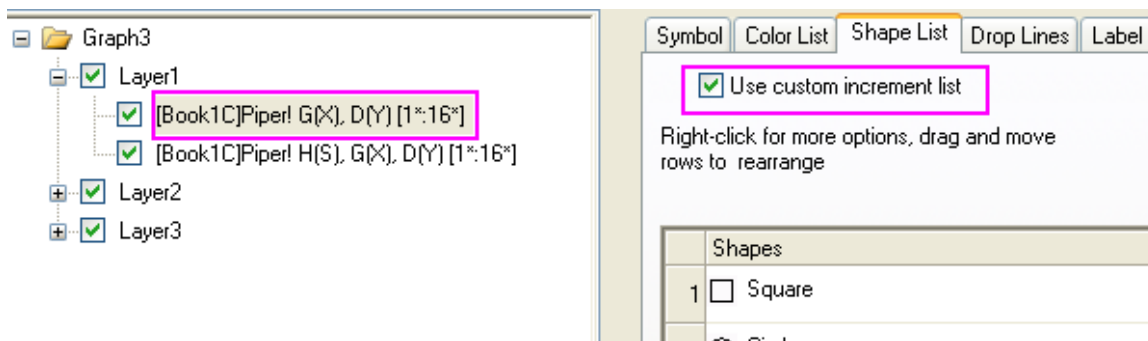 Graph3
Layer1
[Book1C]Piper! G(X), D(Y) [1*:16*]
[Book1C]Piper! H(S), G(X), D(Y) [1*:16*]
Layer2
Layer3
Symbol Color List Shape List Drop Lines Label
Use custom increment list
Right-click for more options, drag and move
rows to rearrange
Shapes
1 Square